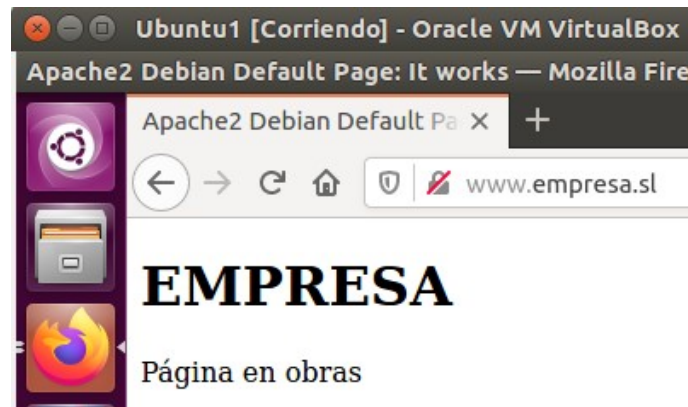 Ubuntu1 [Corriendo] - Oracle VM VirtualBox
Apache2 Debian Default Page: It works — Mozilla Fire
Apache2 Debian Default Pa
www.empresa.sl
EMPRESA
Página en obras